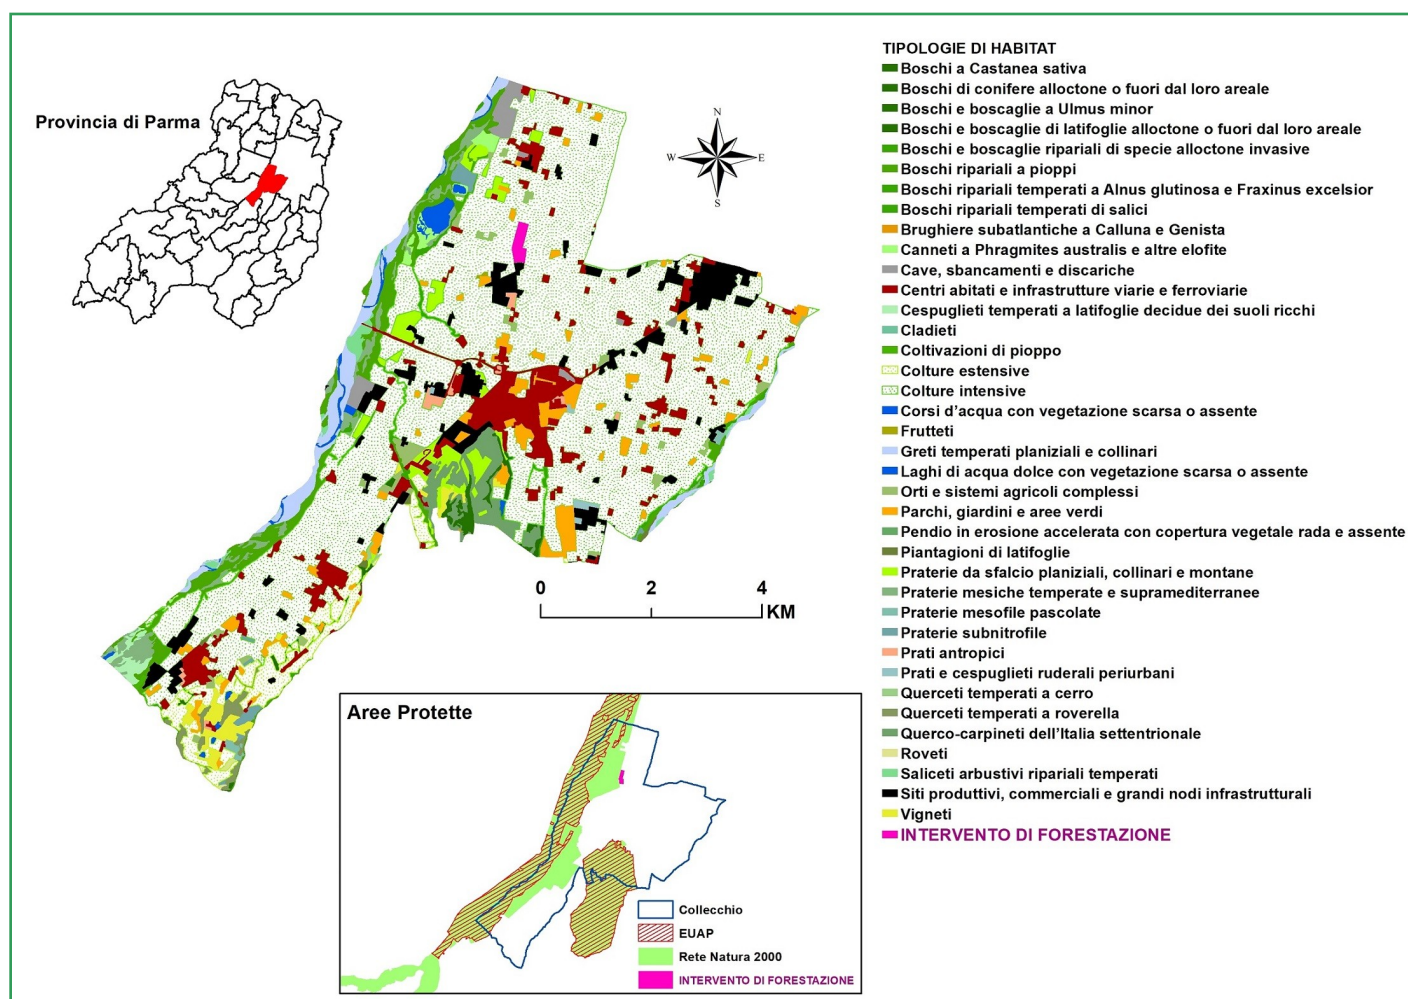 Provincia di Parma
N
W
E
S
0
2
4
KM
TIPOLOGIE DI HABITAT
Boschi a Castanea sativa
Boschi di conifere alloctone o fuori dal loro areale
Boschi e boscaglie a Ulmus minor
Boschi e boscaglie di latifoglie alloctone o fuori dal loro areale
Boschi e boscaglie ripariali di specie alloctone invasive
Boschi ripariali a pioppi
Boschi ripariali temperati a Alnus glutinosa e Fraxinus excelsior
Boschi ripariali temperati di salici
Brughiere subatlantiche a Calluna e Genista
Canneti a Phragmites australis e altre elofite
Cave, sbancamenti e discariche
Centri abitati e infrastrutture viarie e ferroviarie
Cespuglieti temperati a latifoglie decidue dei suoli ricchi
Cladieti
Coltivazioni di pioppo
Colture estensive
Colture intensive
Corsi d'acqua con vegetazione scarsa o assente
Frutteti
Greti temperati planiziali e collinari
Laghi di acqua dolce con vegetazione scarsa o assente
Orti e sistemi agricoli complessi
Parchi, giardini e aree verdi
Pendio in erosione accelerata con copertura vegetale rada e assente
Piantagioni di latifoglie
Praterie da sfalcio planiziali, collinari e montane
Praterie mesiche temperate e supramediterranee
Praterie mesofile pascolate
Praterie subnitrofile
Prati antropici
Prati e cespuglieti ruderali periurbani
Querceti temperati a cerro
Querceti temperati a roverella
Querco-carpineti dell'Italia settentrionale
Roveti
Saliceti arbustivi ripariali temperati
Siti produttivi, commerciali e grandi nodi infrastrutturali
Vigneti
INTERVENTO DI FORESTAZIONE
Aree Protette
Collecchio
EUAP
Rete Natura 2000
INTERVENTO DI FORESTAZIONE